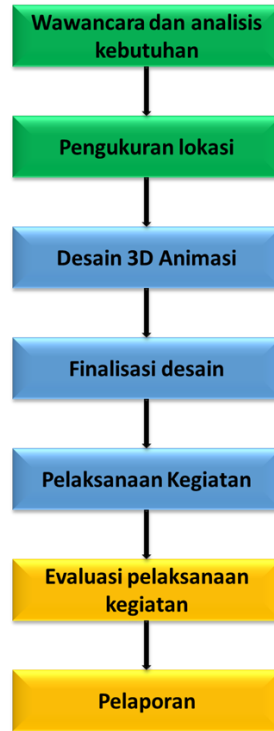 Wawancara dan analisis
kebutuhan
Pengukuran lokasi
Desain 3D Animasi
Finalisasi desain
Pelaksanaan Kegiatan
Evaluasi pelaksanaan
kegiatan
Pelaporan